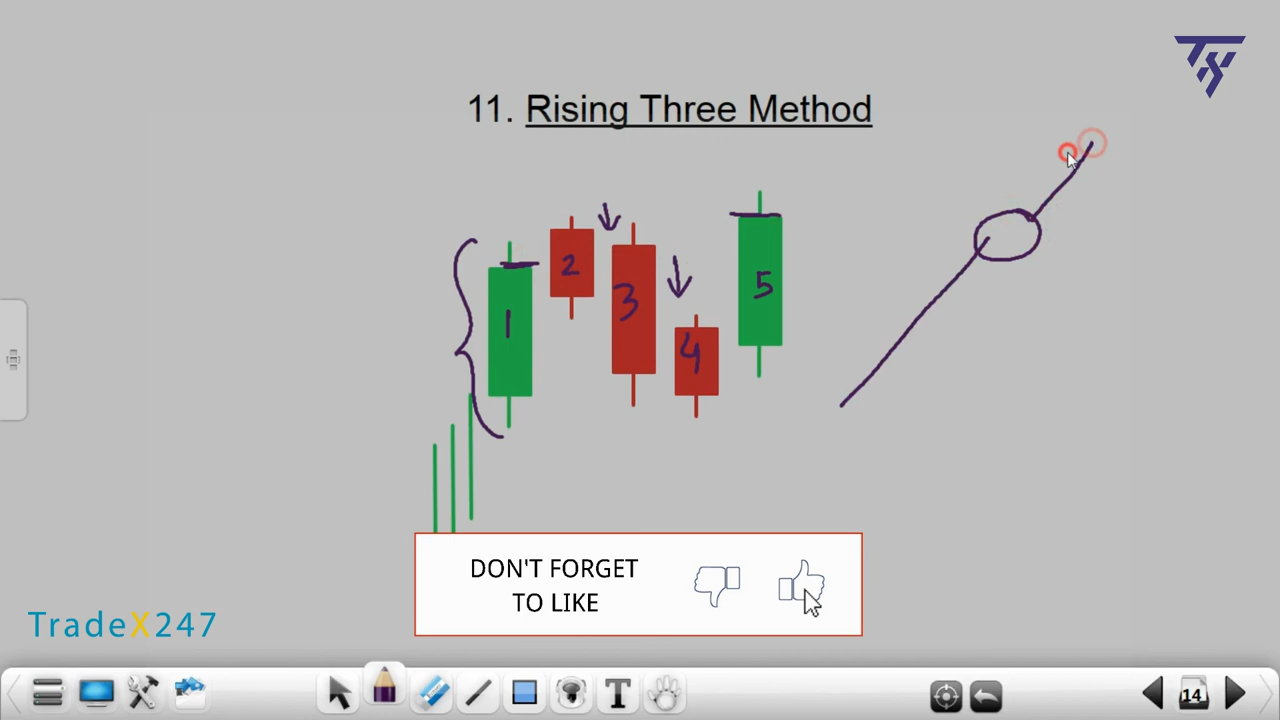 11. Rising Three Method
1
2
3
4
5
DON'T FORGET
TO LIKE
TradeX247
T
14